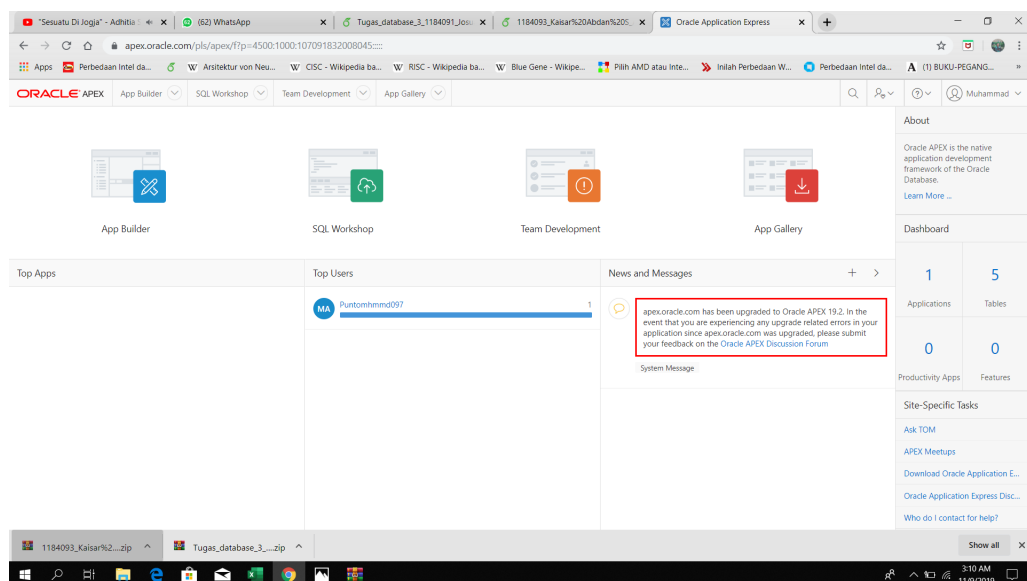 "Sesuatu Di Jogja" - Adhitia
(62) WhatsApp
Tugas_database_3_1184091_Josu
1184093_Kaisar%20Abdan%205_
Oracle Application Express
apex.oracle.com/pls/apex/f?p=4500:1000:107091832008045:::::
Apps
Perbedaan Intel da...
Arsitektur von Neu...
CISC - Wikipedia ba...
RISC - Wikipedia ba...
Blue Gene - Wikipe...
Pilih AMD atau Inte...
Inilah Perbedaan W...
Perbedaan Intel da...
(1) BUKU-PEGANG...
ORACLE APEX
App Builder
SQL Workshop
Team Development
App Gallery
Muhammad
App Builder
SQL Workshop
Team Development
App Gallery
Top Apps
Top Users
MA
Puntomhmmd097
1
News and Messages
apex.oracle.com has been upgraded to Oracle APEX 19.2. In the
event that you are experiencing any upgrade related errors in your
application since apex.oracle.com was upgraded, please submit
your feedback on the Oracle APEX Discussion Forum
System Message
About
Oracle APEX is the native
application development
framework of the Oracle
Database.
Learn More ...
Dashboard
1
Applications
5
Tables
0
Productivity Apps
0
Features
Site-Specific Tasks
Ask TOM
APEX Meetups
Download Oracle Application E...
Oracle Application Express Disc...
Who do I contact for help?
1184093_Kaisar%2....zip
Tugas_database_3_....zip
Show all
3:10 AM
11/9/2019